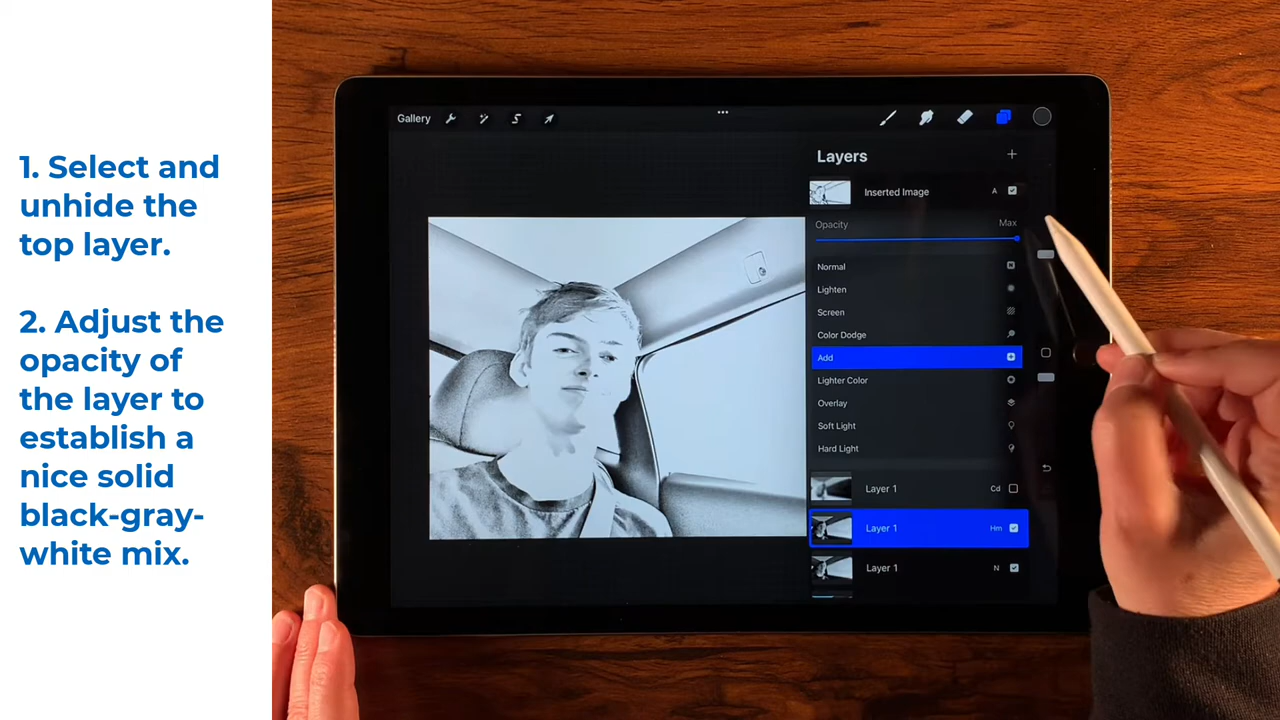 1. Select and
unhide the
top layer.
2. Adjust the
opacity of
the layer to
establish a
nice solid
black-gray-
white mix.
Gallery
Layers
Inserted Image A
Opacity Max
Normal
Lighten
Screen
Color Dodge
Add
Lighter Color
Overlay
Soft Light
Hard Light
Layer 1 Cd
Layer 1 Hm
Layer 1 N